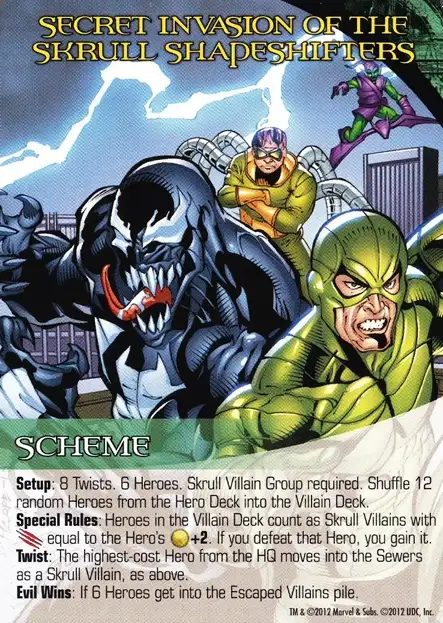 SECRET INVASION OF THE
SKRULL SHAPESHIFTERS
SCHEME
Setup: 8 Twists. 6 Heroes. Skrull Villain Group required. Shuffle 12
random Heroes from the Hero Deck into the Villain Deck.
Special Rules: Heroes in the Villain Deck count as Skrull Villains with
equal to the Hero's +2. If you defeat that Hero, you gain it.
Twist: The highest-cost Hero from the HQ moves into the Sewers
as a Skrull Villain, as above.
Evil Wins: If 6 Heroes get into the Escaped Villains pile.
TM & ©2012 Marvel & Subs. ©2012 UDC, Inc.